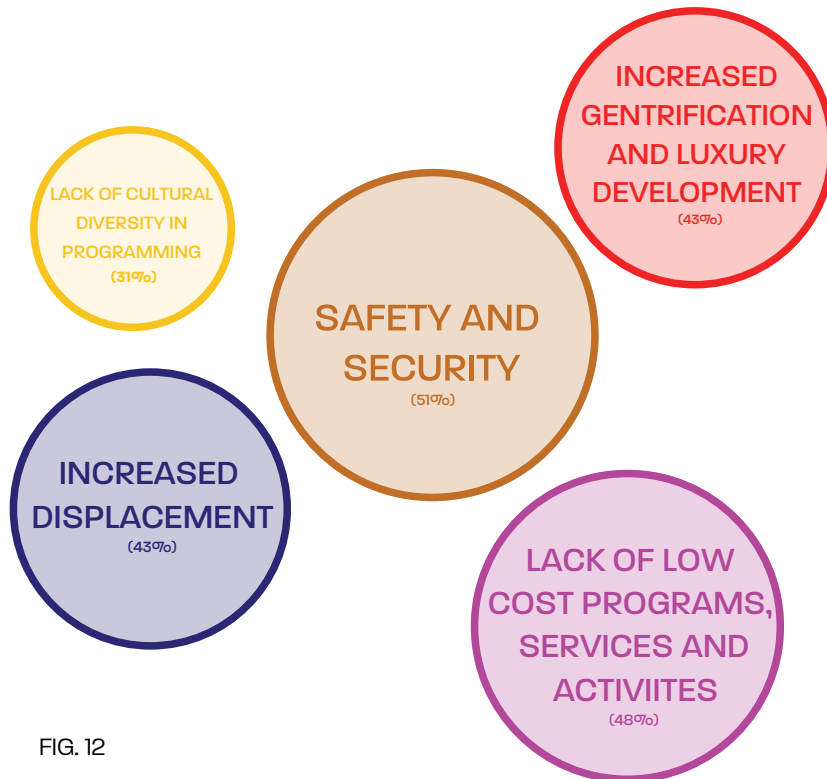 INCREASED
GENTRIFICATION
AND LUXURY
DEVELOPMENT
(43%)
LACK OF CULTURAL
DIVERSITY IN
PROGRAMMING
(31%)
SAFETY AND
SECURITY
(51%)
INCREASED
DISPLACEMENT
(43%)
LACK OF LOW
COST PROGRAMS,
SERVICES AND
ACTIVIITES
(48%)
FIG. 12